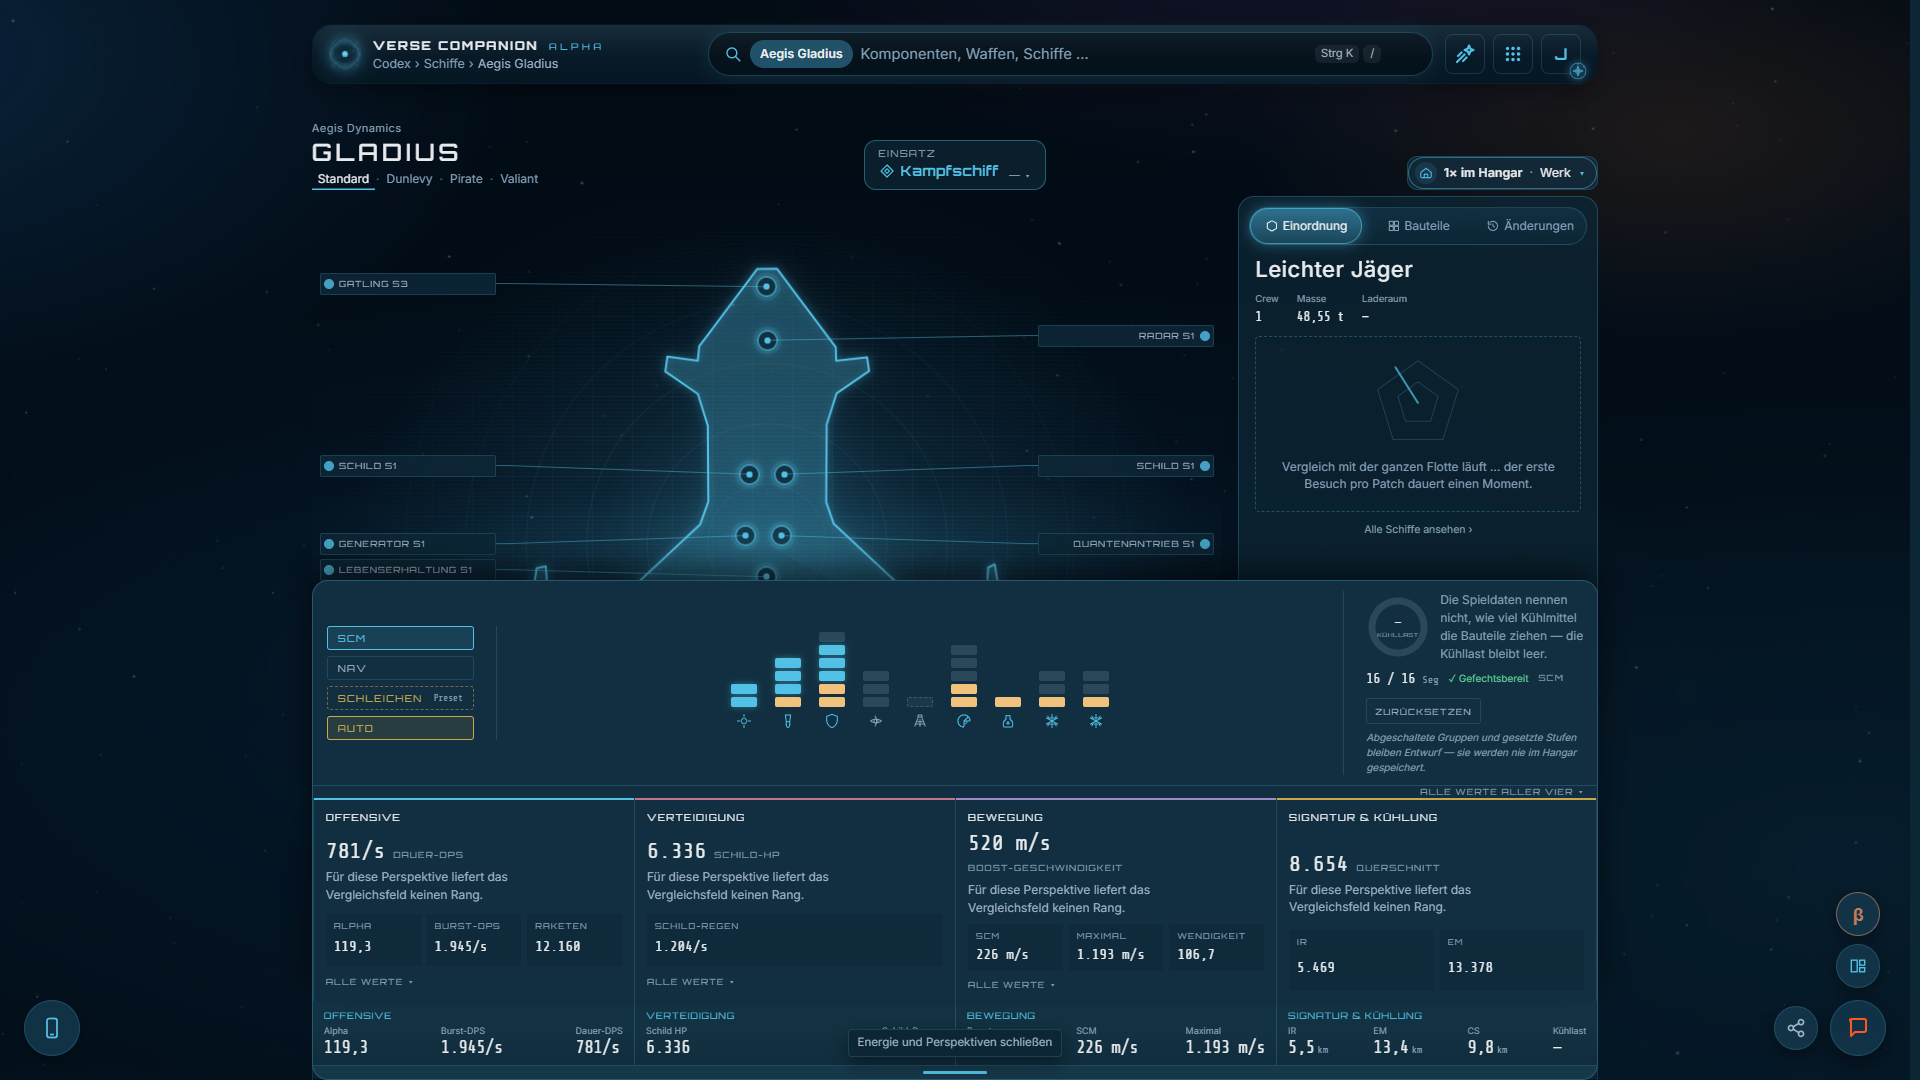 VERSE COMPANION ALPHA
Codex › Schiffe › Aegis Gladius
Aegis Gladius Komponenten, Waffen, Schiffe ... Strg K /
Aegis Dynamics
GLADIUS
Standard · Dunlevy · Pirate · Valiant
EINSATZ
Kampfschiff
1× im Hangar · Werk
Einordnung Bauteile Änderungen
Leichter Jäger
Crew Masse Laderaum
1 48,55 t –
Vergleich mit der ganzen Flotte läuft ... der erste
Besuch pro Patch dauert einen Moment.
Alle Schiffe ansehen ›
GATLING S3
RADAR S1
SCHILD S1
SCHILD S1
GENERATOR S1
QUANTENANTRIEB S1
LEBENSERHALTUNG S1
SCM
NAV
SCHLEICHEN Preset
AUTO
–
KÜHLLAST
Die Spieldaten nennen
nicht, wie viel Kühlmittel
die Bauteile ziehen — die
Kühllast bleibt leer.
16 / 16 Seg ✓ Gefechtsbereit SCM
ZURÜCKSETZEN
Abgeschaltete Gruppen und gesetzte Stufen
bleiben Entwurf — sie werden nie im Hangar
gespeichert.
ALLE WERTE ALLER VIER
OFFENSIVE
781/s DAUER-DPS
Für diese Perspektive liefert das
Vergleichsfeld keinen Rang.
ALPHA BURST-DPS RAKETEN
119,3 1.945/s 12.160
ALLE WERTE
VERTEIDIGUNG
6.336 SCHILD-HP
Für diese Perspektive liefert das
Vergleichsfeld keinen Rang.
SCHILD-REGEN
1.204/s
ALLE WERTE
BEWEGUNG
520 m/s
BOOST-GESCHWINDIGKEIT
Für diese Perspektive liefert das
Vergleichsfeld keinen Rang.
SCM MAXIMAL WENDIGKEIT
226 m/s 1.193 m/s 106,7
ALLE WERTE
SIGNATUR & KÜHLUNG
8.654 QUERSCHNITT
Für diese Perspektive liefert das
Vergleichsfeld keinen Rang.
IR EM
5.469 13.378
OFFENSIVE
Alpha Burst-DPS Dauer-DPS
119,3 1.945/s 781/s
VERTEIDIGUNG
Schild HP
6.336
Energie und Perspektiven schließen
BEWEGUNG
SCM Maximal
226 m/s 1.193 m/s
SIGNATUR & KÜHLUNG
IR EM CS Kühllast
5,5 km 13,4 km 9,8 km –
β